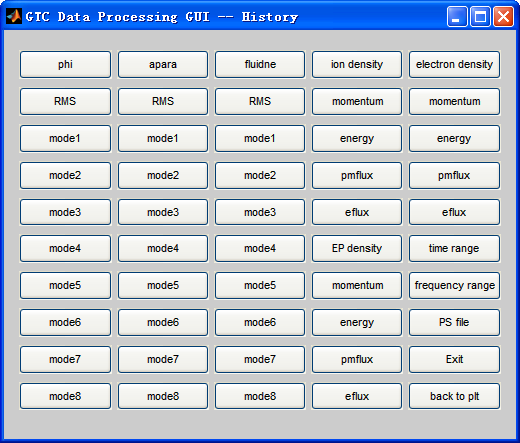 GTC Data Processing GUI -- History
phi apara fluidne ion density electron density
RMS RMS RMS momentum momentum
mode1 mode1 mode1 energy energy
mode2 mode2 mode2 pmflux pmflux
mode3 mode3 mode3 eflux eflux
mode4 mode4 mode4 EP density time range
mode5 mode5 mode5 momentum frequency range
mode6 mode6 mode6 energy PS file
mode7 mode7 mode7 pmflux Exit
mode8 mode8 mode8 eflux back to plt